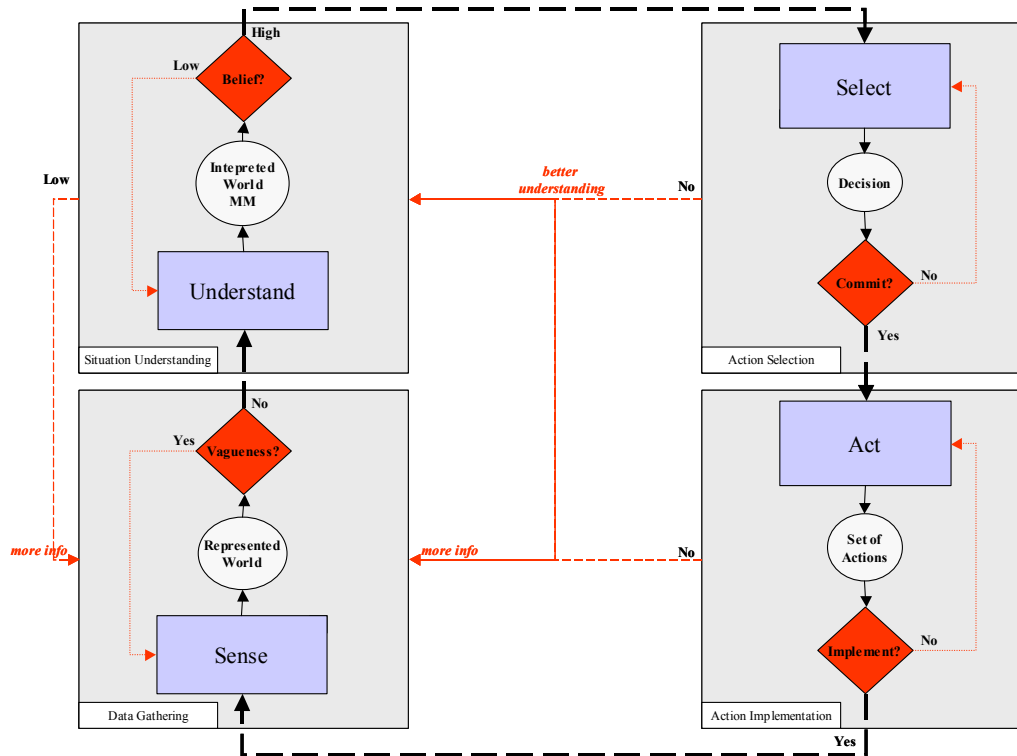 High
Low
Belief?
Intepreted
World
MM
Understand
Situation Understanding
Low
better
understanding
No
Select
Decision
Commit?
No
Yes
Action Selection
No
Yes
Vagueness?
Represented
World
Sense
Data Gathering
more info
more info
No
Act
Set of
Actions
Implement?
No
Action Implementation
Yes